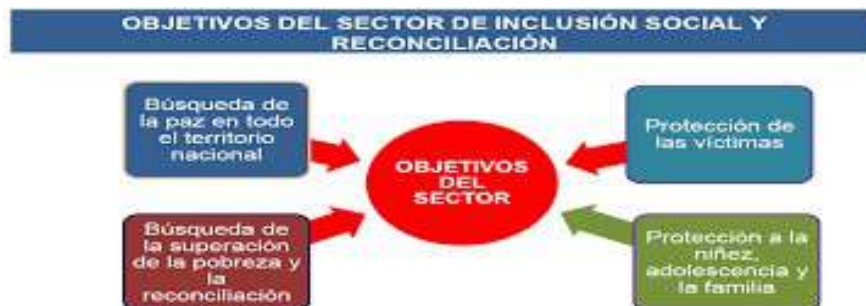 OBJETIVOS DEL SECTOR DE INCLUSIÓN SOCIAL Y
RECONCILIACIÓN
Búsqueda de
la paz en todo
el territorio
nacional
Protección de
las víctimas
OBJETIVOS
DEL
SECTOR
Búsqueda de
la superación
de la pobreza y
la
reconciliación
Protección a la
niñez,
adolescencia y
la familia